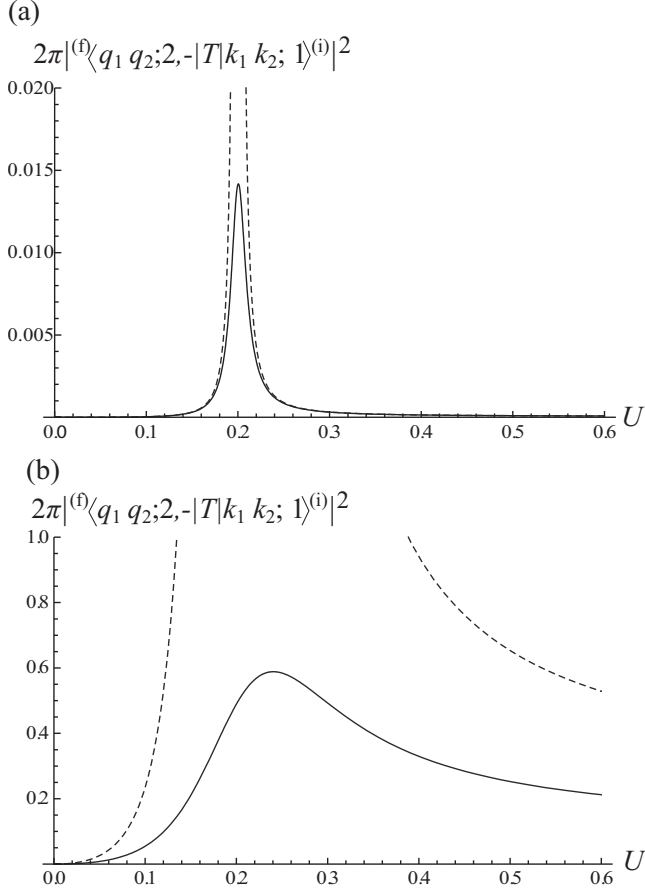 (a)
2π|⁽ᶠ⁾⟨q₁ q₂;2,-|T|k₁ k₂; 1⟩⁽ⁱ⁾|²
0.020
0.015
0.010
0.005
0.0 0.1 0.2 0.3 0.4 0.5 0.6 U
(b)
2π|⁽ᶠ⁾⟨q₁ q₂;2,-|T|k₁ k₂; 1⟩⁽ⁱ⁾|²
1.0
0.8
0.6
0.4
0.2
0.0 0.1 0.2 0.3 0.4 0.5 0.6 U